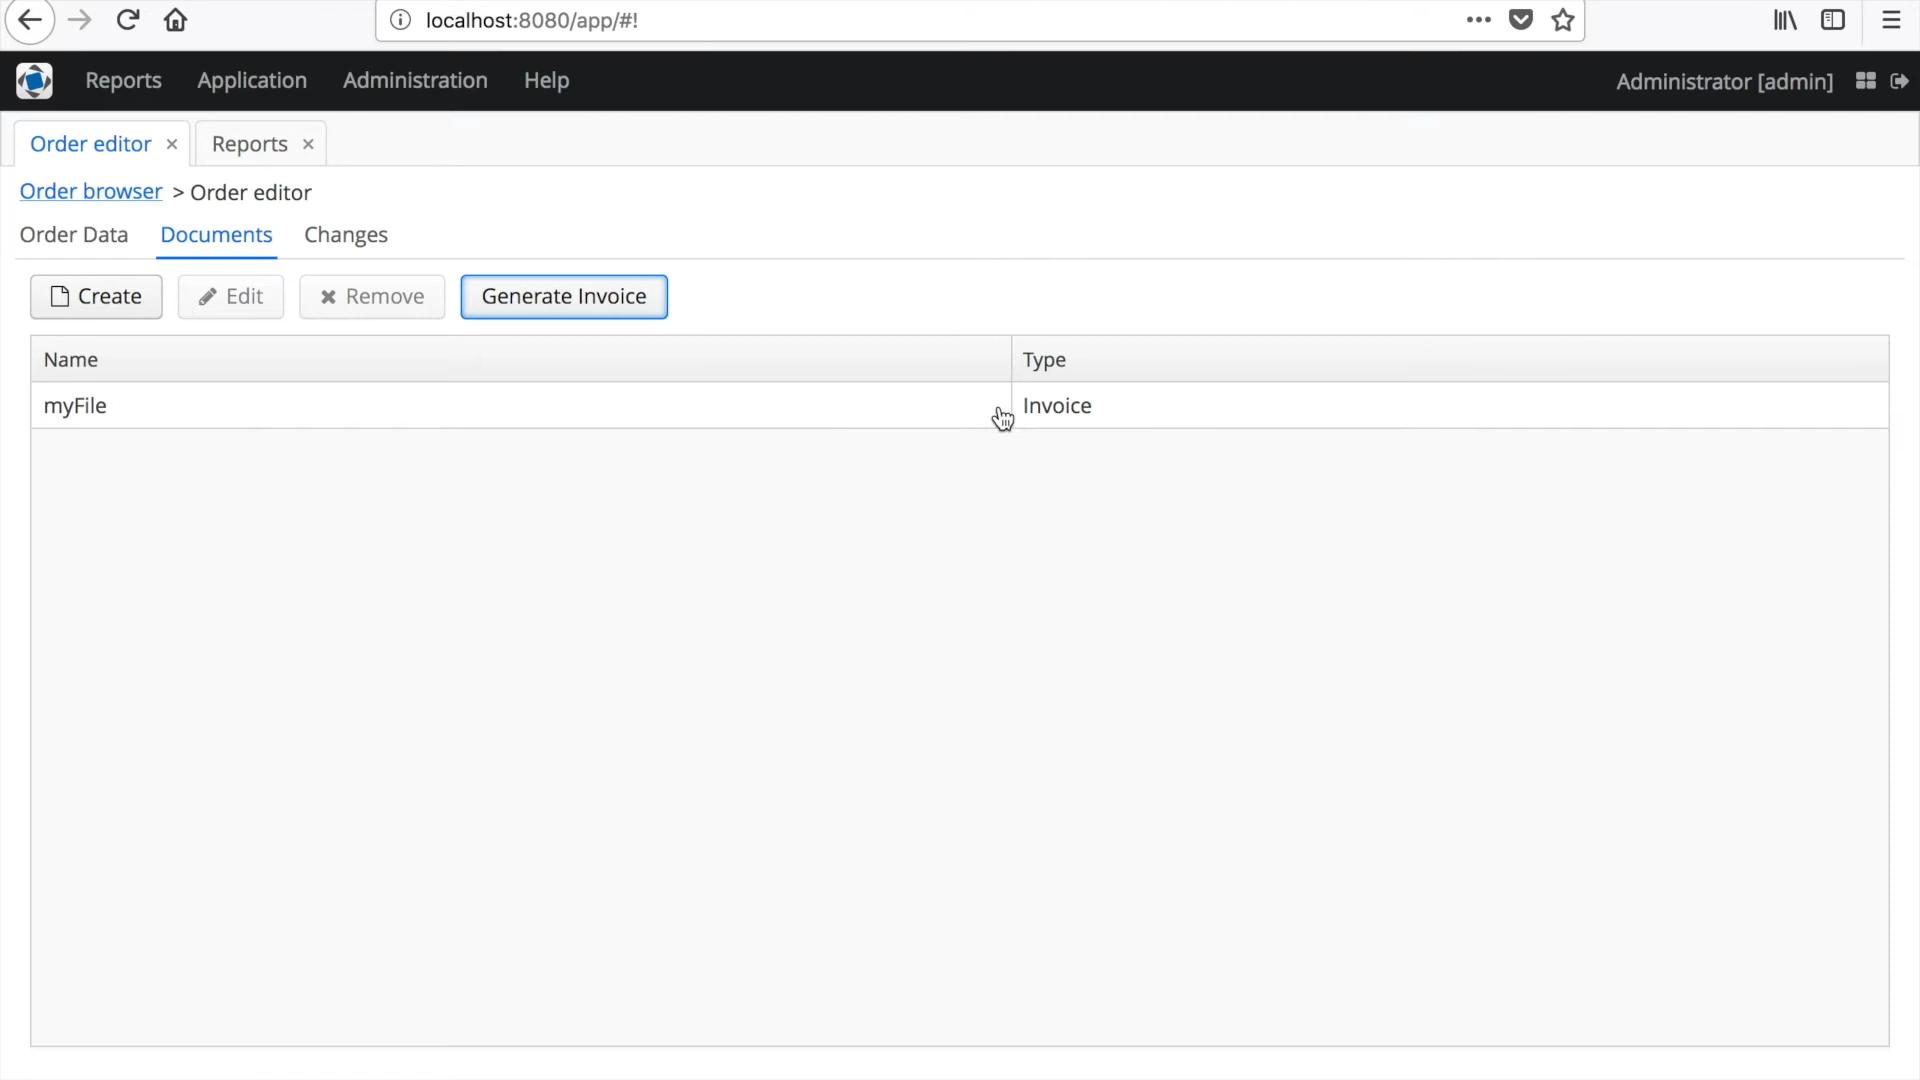 localhost:8080/app/#!
Reports Application Administration Help Administrator [admin]
Order editor Reports
Order browser > Order editor
Order Data Documents Changes
Create Edit Remove Generate Invoice
Name Type
myFile Invoice